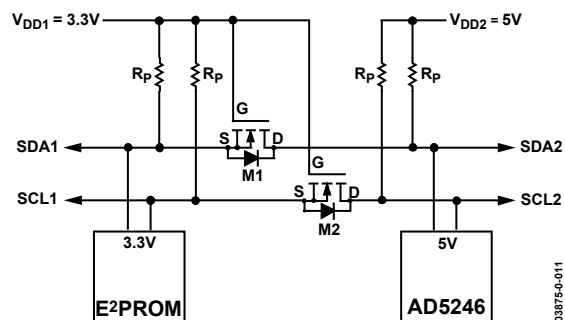 VDD1 = 3.3V
VDD2 = 5V
RP
RP
RP
RP
G
SDA1
S
D
M1
G
SDA2
SCL1
S
D
M2
SCL2
3.3V
E2PROM
5V
AD5246
03875-0-011